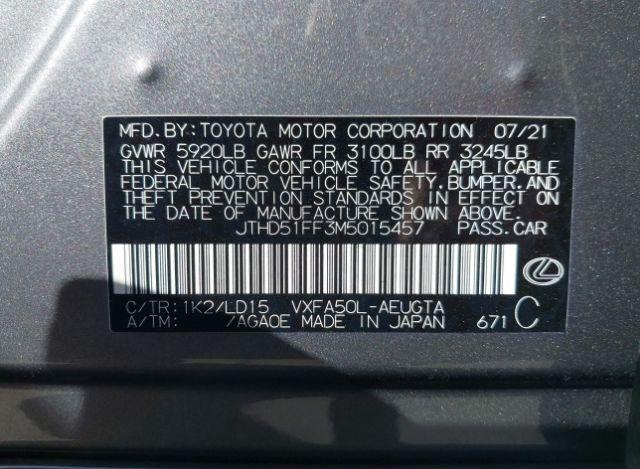 MFD.BY:TOYOTA MOTOR CORPORATION 07/21
GVWR 5920LB GAWR FR 3100LB RR 3245LB
THIS VEHICLE CONFORMS TO ALL APPLICABLE
FEDERAL MOTOR VEHICLE SAFETY,BUMPER,AND
THEFT PREVENTION STANDARDS IN EFFECT ON
THE DATE OF MANUFACTURE SHOWN ABOVE.
JTHD51FF3M5015457 PASS.CAR
C/TR:1K2/LD15 VXFA50L-AEUGTA
A/TM: /AGA0E MADE IN JAPAN 671 C